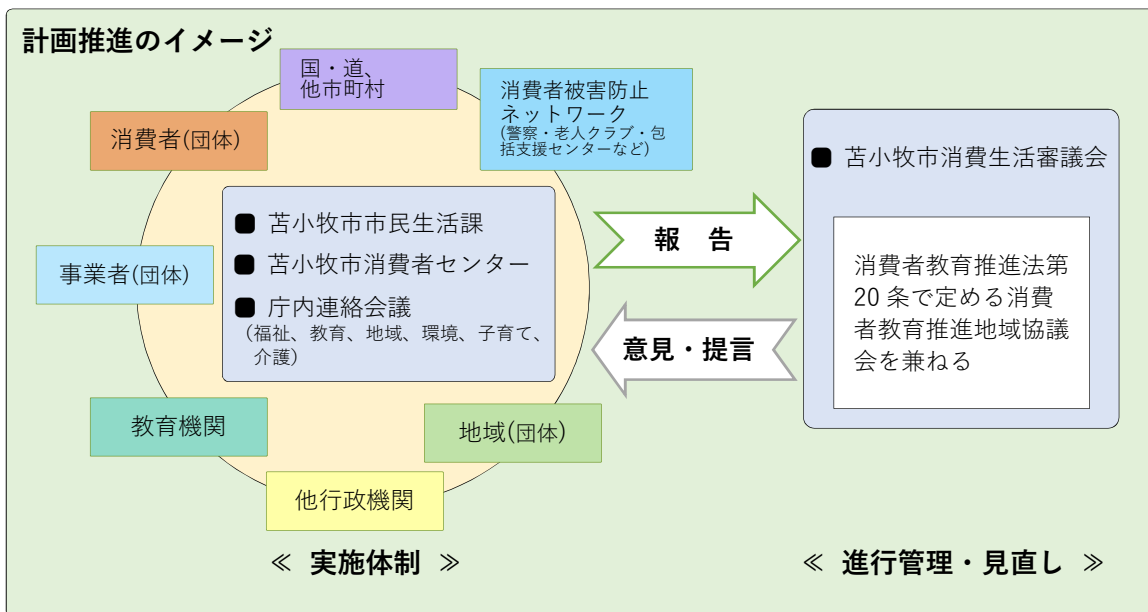 計画推進のイメージ
国・道、
他市町村
消費者被害防止
ネットワーク
(警察・老人クラブ・包
括支援センターなど)
消費者(団体)
事業者(団体)
教育機関
他行政機関
地域(団体)
■ 苫小牧市市民生活課
■ 苫小牧市消費者センター
■ 庁内連絡会議
(福祉、教育、地域、環境、子育て、
介護)
≪ 実施体制 ≫
報 告
意見・提言
■ 苫小牧市消費生活審議会
消費者教育推進法第
20 条で定める消費
者教育推進地域協議
会を兼ねる
≪ 進行管理・見直し ≫